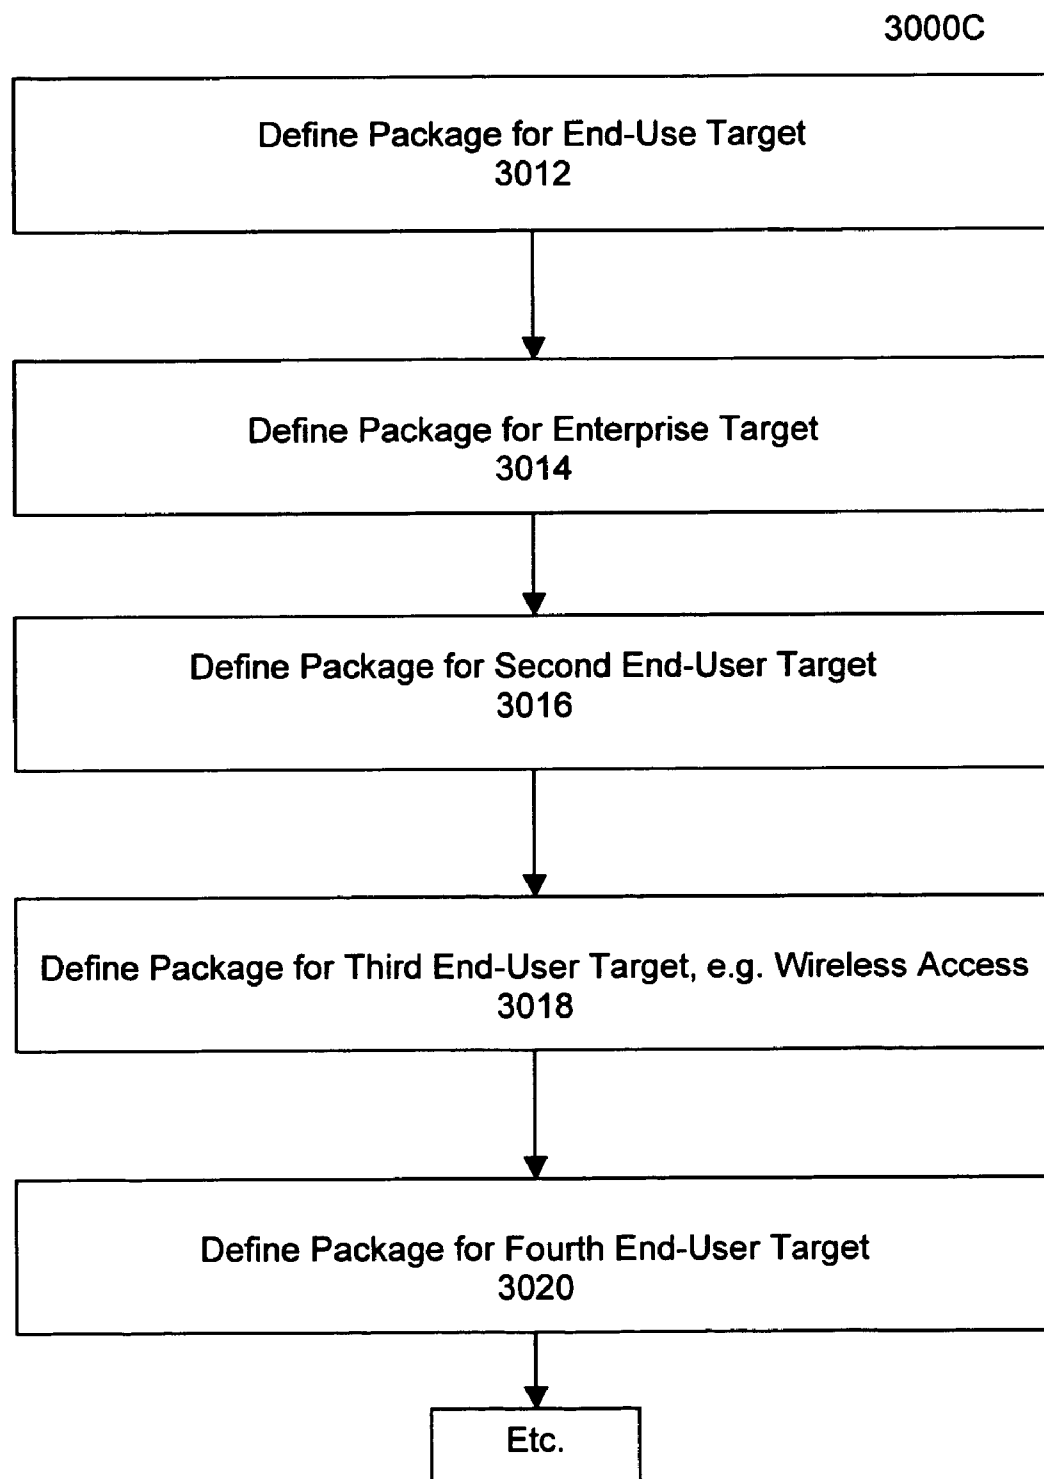 3000C
Define Package for End-Use Target
3012
Define Package for Enterprise Target
3014
Define Package for Second End-User Target
3016
Define Package for Third End-User Target, e.g. Wireless Access
3018
Define Package for Fourth End-User Target
3020
Etc.